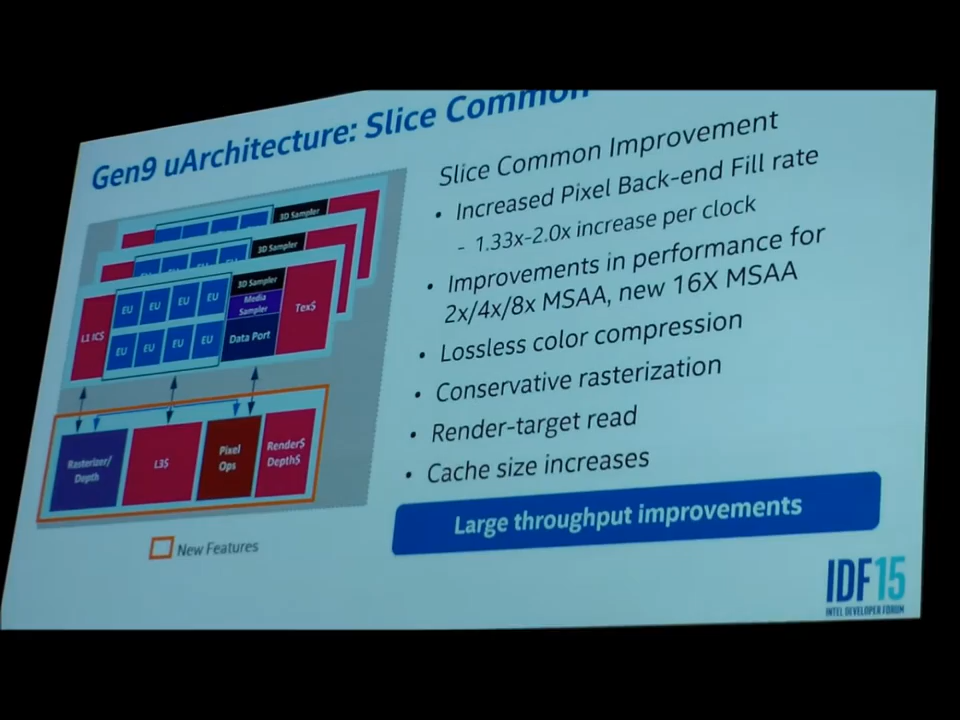 Gen9 uArchitecture: Slice Common
Slice Common Improvement
• Increased Pixel Back-end Fill rate
– 1.33x-2.0x increase per clock
• Improvements in performance for
2x/4x/8x MSAA, new 16X MSAA
• Lossless color compression
• Conservative rasterization
• Render-target read
• Cache size increases
Large throughput improvements
3D Sampler
3D Sampler
3D Sampler
L1 IC$
EU EU EU EU
EU EU EU EU
Media
Sampler
Data Port
Tex$
Rasterizer/
Depth
L3$
Pixel
Ops
Render$
Depth$
New Features
IDF15
INTEL DEVELOPER FORUM